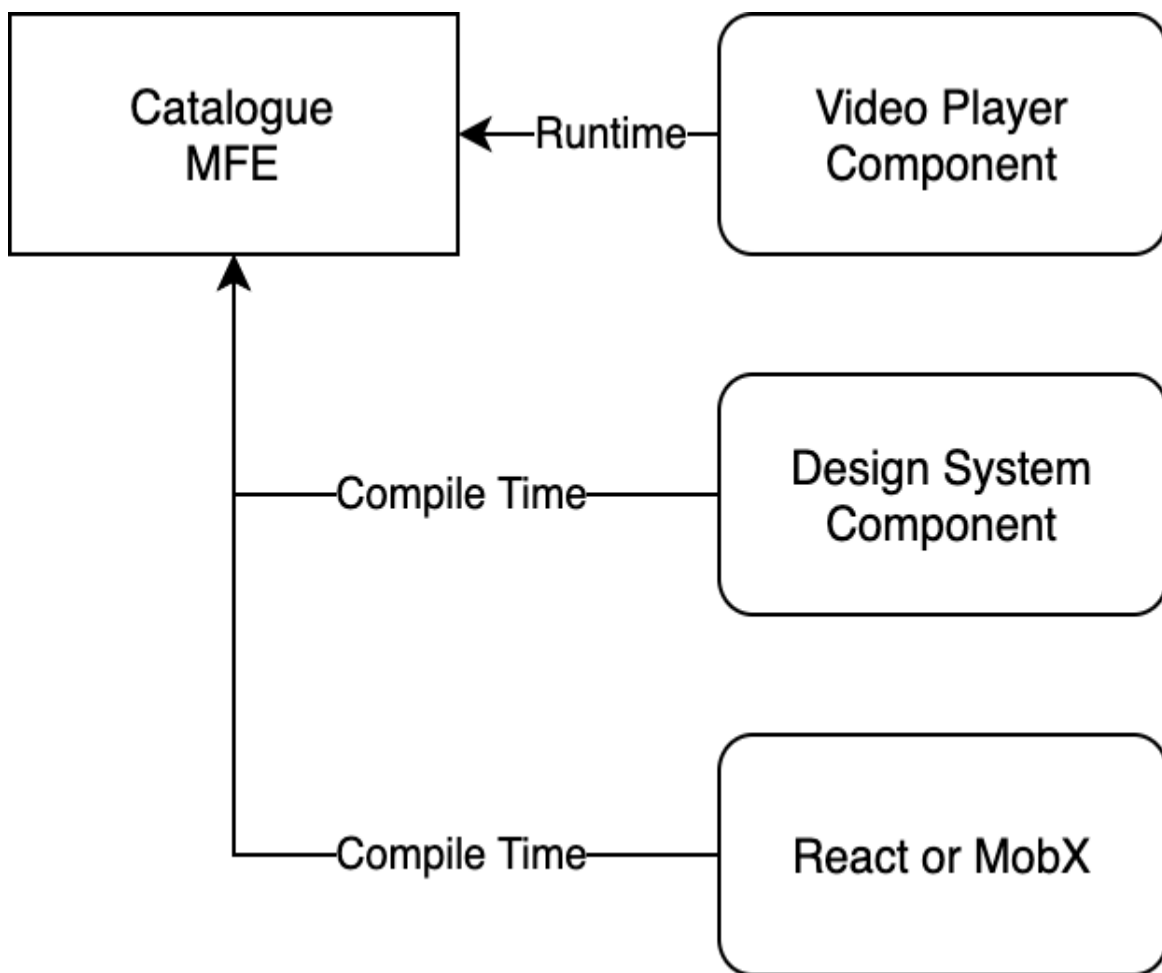 Catalogue
MFE
Runtime
Video Player
Component
Compile Time
Design System
Component
Compile Time
React or MobX